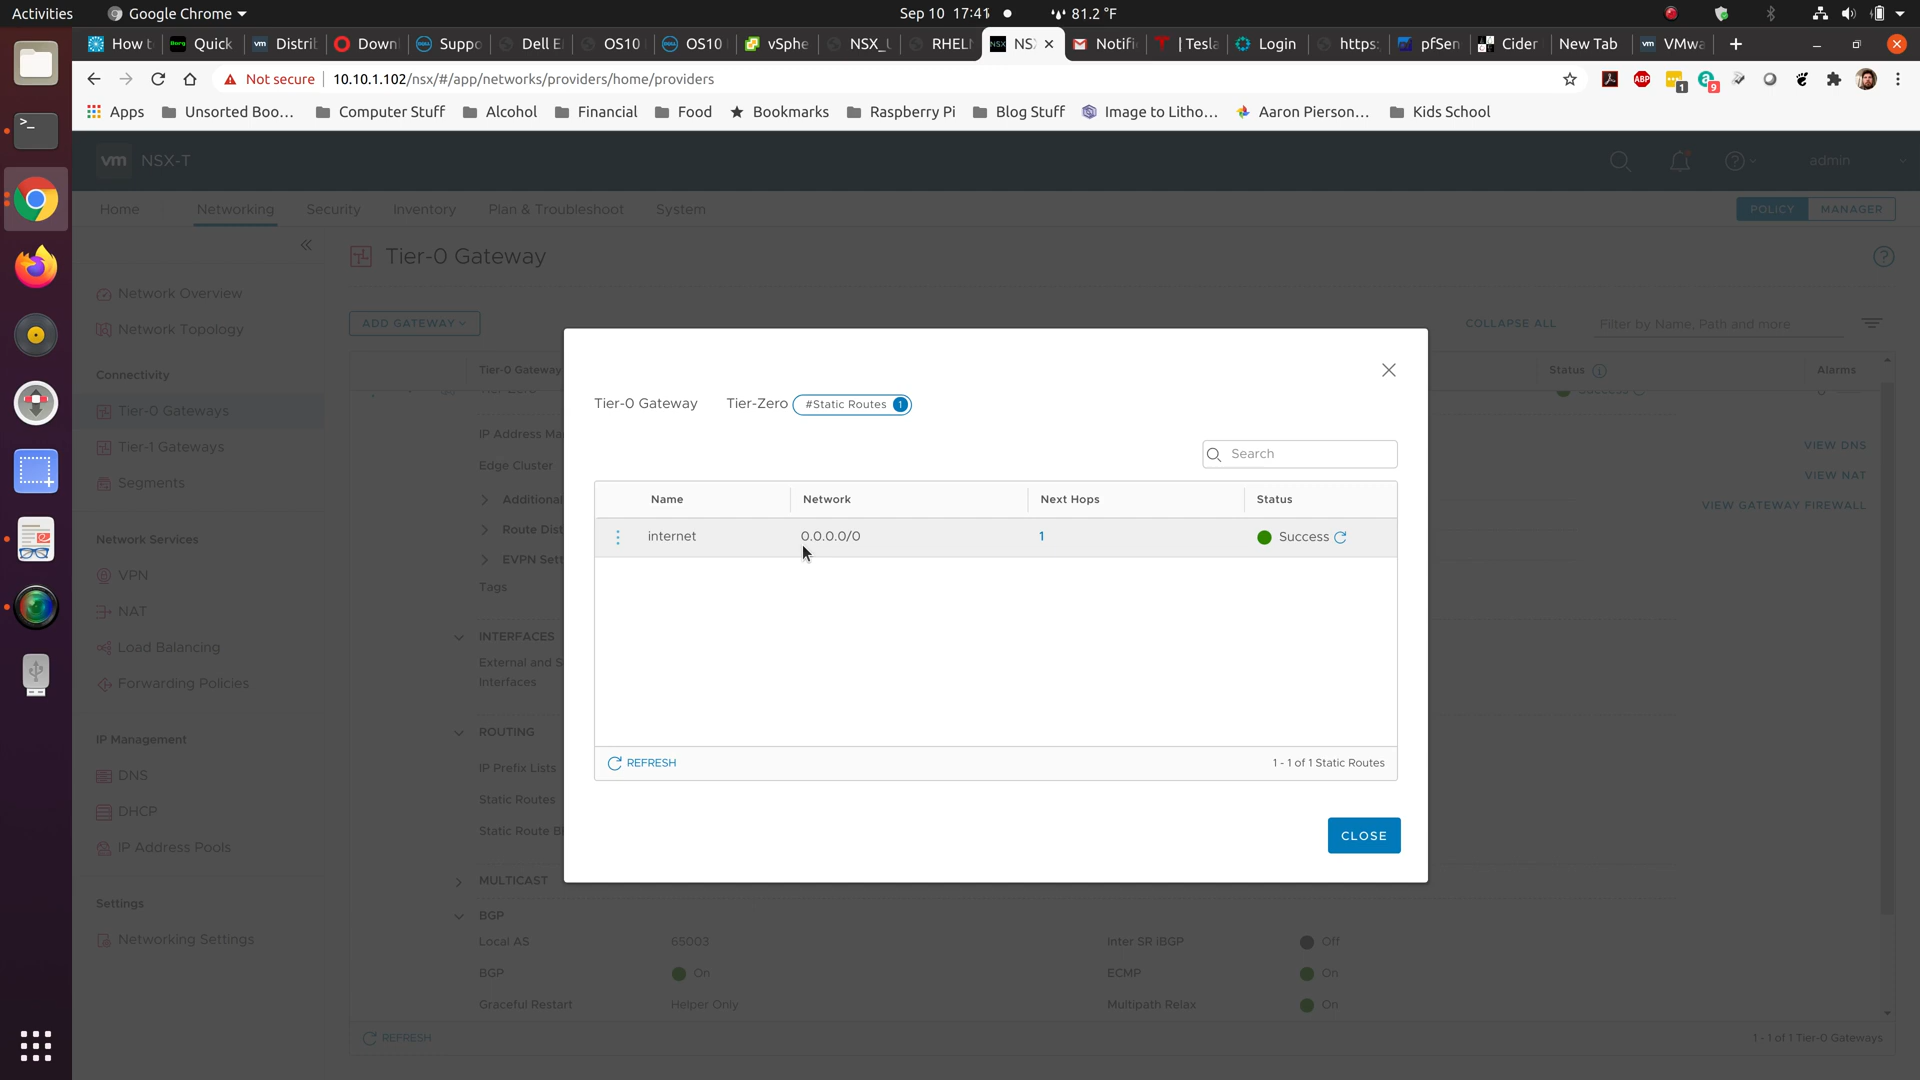 Activities Google Chrome Sep 10 17:41 81.2 °F
How t Quick Distri Down Suppo Dell E OS10 OS10 vSphe NSX_U RHEL NSX Notifi | Tesla Login https: pfSen Cider New Tab VMwa
Not secure 10.10.1.102/nsx/#/app/networks/providers/home/providers
Apps Unsorted Boo... Computer Stuff Alcohol Financial Food Bookmarks Raspberry Pi Blog Stuff Image to Litho... Aaron Pierson... Kids School
vm NSX-T admin
Home Networking Security Inventory Plan & Troubleshoot System POLICY MANAGER
Tier-0 Gateway
Network Overview
Network Topology
ADD GATEWAY COLLAPSE ALL Filter by Name, Path and more
Connectivity
Tier-0 Gateways
Tier-1 Gateways
Segments
Network Services
VPN
NAT
Load Balancing
Forwarding Policies
IP Management
DNS
DHCP
IP Address Pools
Settings
Networking Settings
Tier-0 Gateway Status Alarms
IP Address Ma
Edge Cluster
Additiona
Route Dist
EVPN Sett
Tags
VIEW DNS
VIEW NAT
VIEW GATEWAY FIREWALL
INTERFACES
External and S
Interfaces
ROUTING
IP Prefix Lists
Static Routes
Static Route B
MULTICAST
BGP
Local AS 65003 Inter SR iBGP Off
BGP On ECMP On
Graceful Restart Helper Only Multipath Relax On
REFRESH 1 - 1 of 1 Tier-0 Gateways
Tier-0 Gateway Tier-Zero #Static Routes 1
Search
Name Network Next Hops Status
internet 0.0.0.0/0 1 Success
REFRESH 1 - 1 of 1 Static Routes
CLOSE